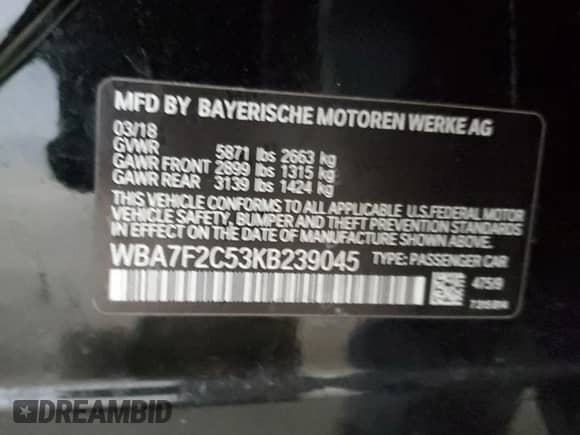 MFD BY BAYERISCHE MOTOREN WERKE AG
03/18
GVWR 5871 lbs 2663 kg
GAWR FRONT 2899 lbs 1315 kg
GAWR REAR 3139 lbs 1424 kg
THIS VEHICLE CONFORMS TO ALL APPLICABLE U.S.FEDERAL MOTOR
VEHICLE SAFETY, BUMPER AND THEFT PREVENTION STANDARDS
IN EFFECT ON THE DATE OF MANUFACTURE SHOWN ABOVE.
WBA7F2C53KB239045 TYPE: PASSENGER CAR
475/9
DREAMBID